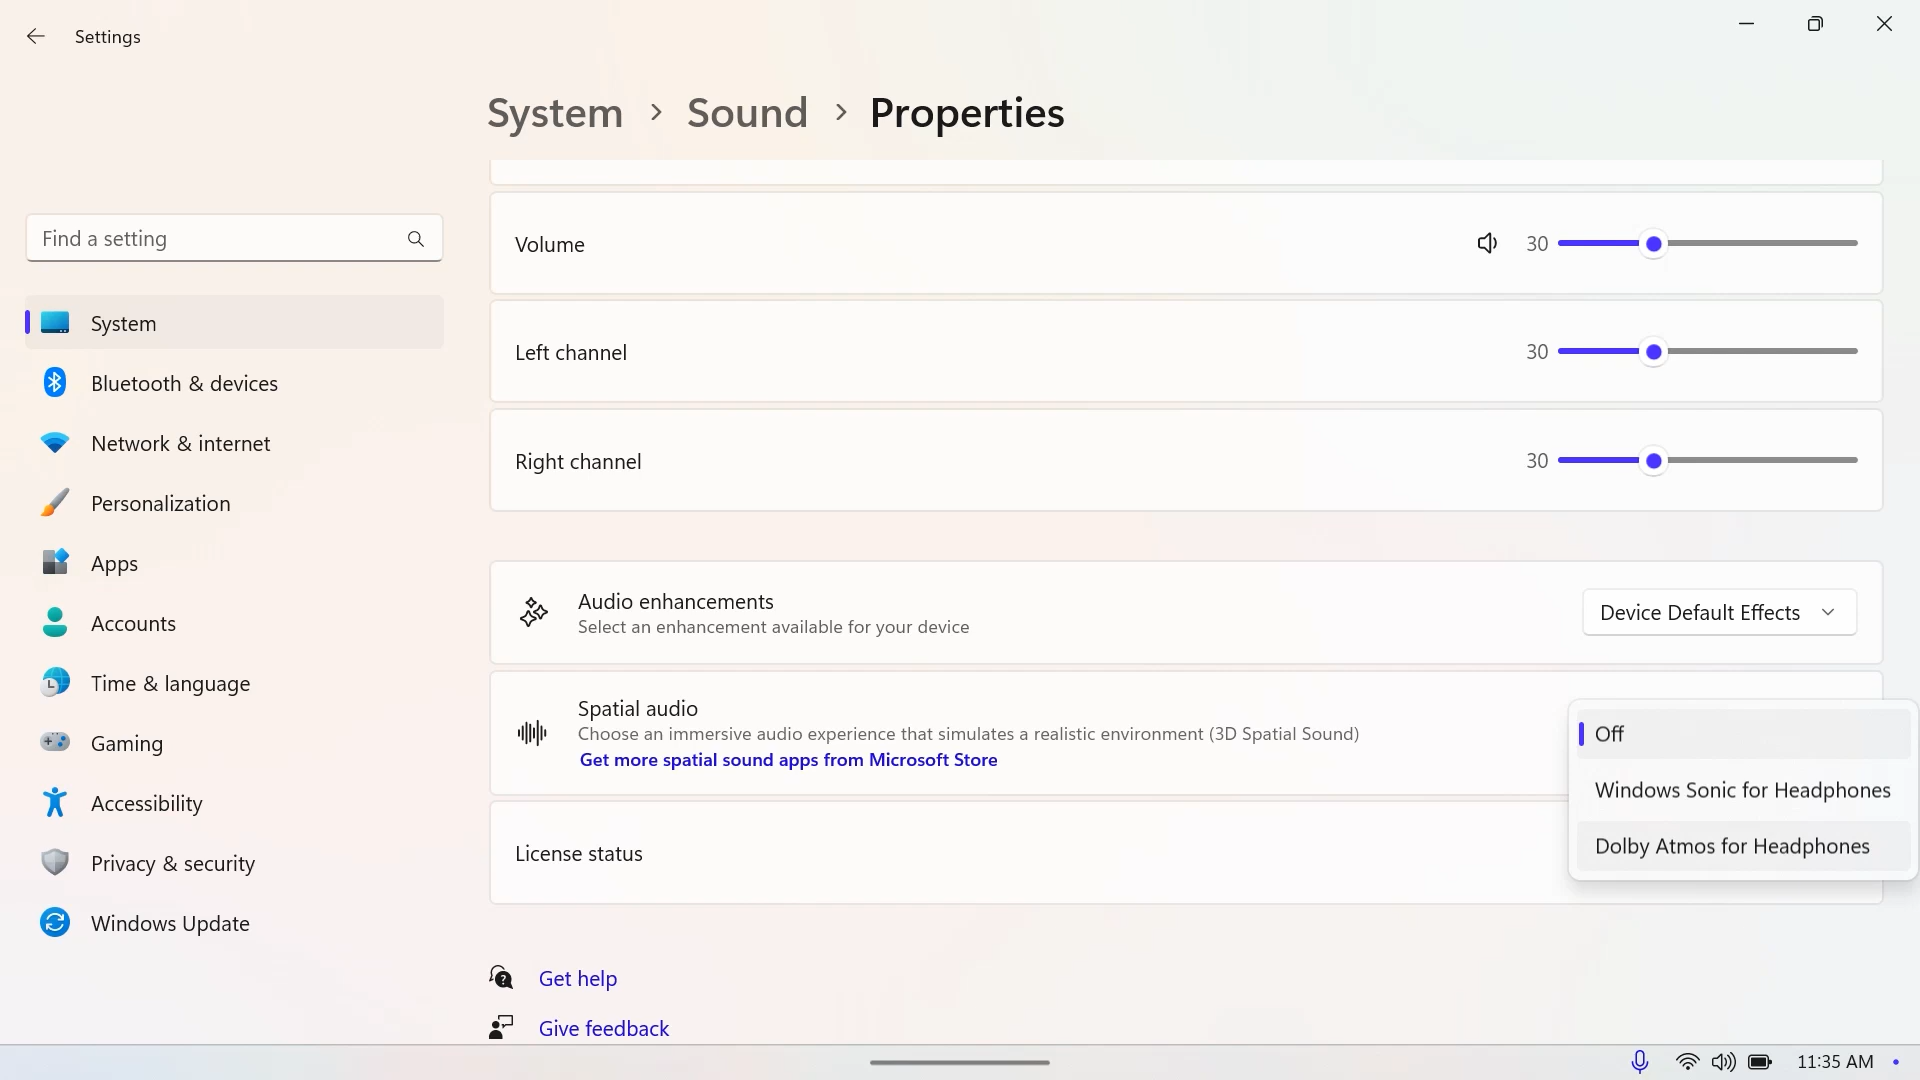 Settings
System > Sound > Properties
Find a setting
System
Bluetooth & devices
Network & internet
Personalization
Apps
Accounts
Time & language
Gaming
Accessibility
Privacy & security
Windows Update
Volume
30
Left channel
30
Right channel
30
Audio enhancements
Select an enhancement available for your device
Device Default Effects
Spatial audio
Choose an immersive audio experience that simulates a realistic environment (3D Spatial Sound)
Get more spatial sound apps from Microsoft Store
Off
Windows Sonic for Headphones
Dolby Atmos for Headphones
License status
Get help
Give feedback
11:35 AM